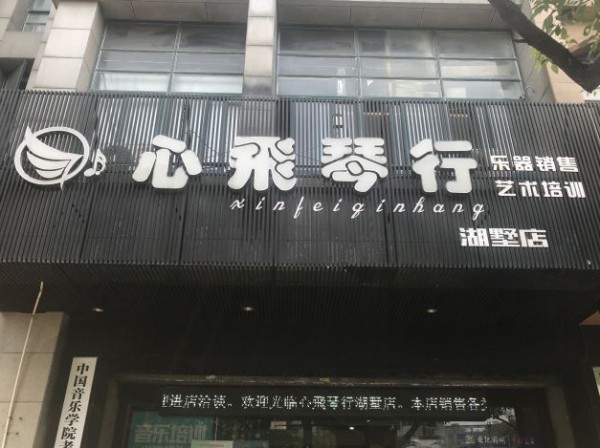 心飛琴行
xinfeiqinhang
乐器销售
艺术培训
湖墅店
进店洽谈。欢迎光临心飛琴行湖墅店。本店销售各
中国音乐学院考